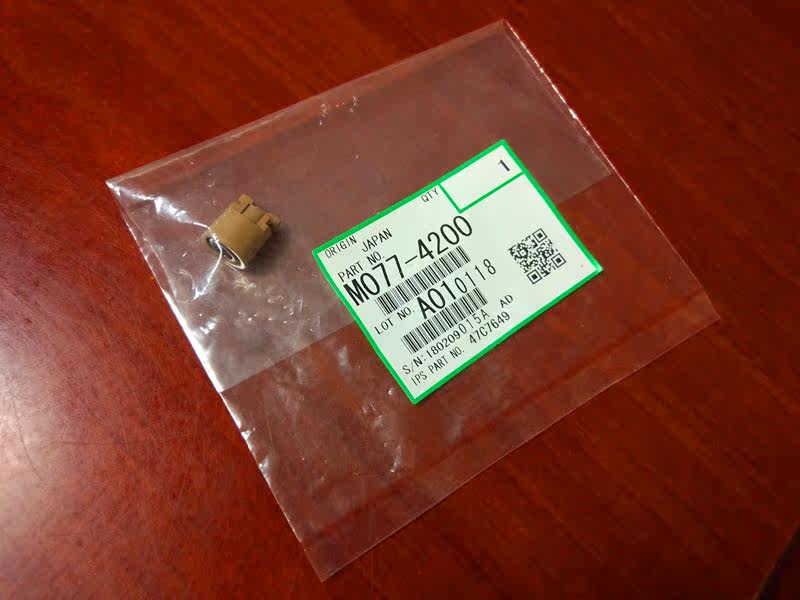 ORIGIN JAPAN QTY 1
PART NO.
M077-4200
LOT NO. A010118
S/N:180209015A AD
IPS PART NO. 47C7649